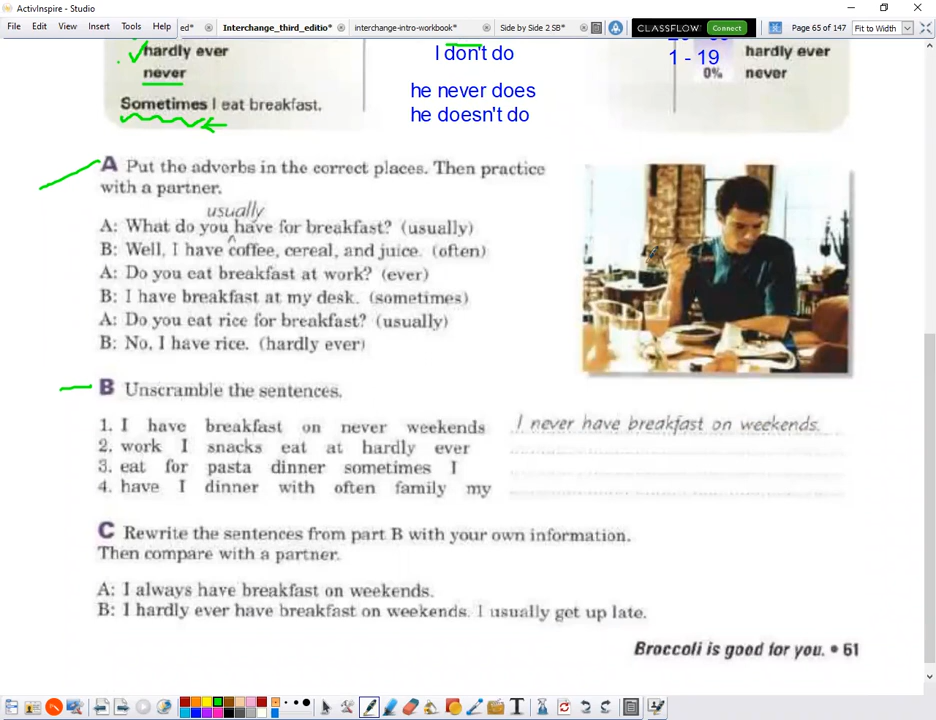 ActivInspire - Studio
File Edit View Insert Tools Help ed* Interchange_third_editio* interchange-intro-workbook* Side by Side 2 SB* CLASSFLOW Connect Page 65 of 147 Fit to Width
hardly ever I don't do 1 - 19 hardly ever
never 0% never
he never does
Sometimes I eat breakfast.
he doesn't do
A Put the adverbs in the correct places. Then practice
with a partner.
usually
A: What do you ^ have for breakfast? (usually)
B: Well, I have coffee, cereal, and juice. (often)
A: Do you eat breakfast at work? (ever)
B: I have breakfast at my desk. (sometimes)
A: Do you eat rice for breakfast? (usually)
B: No, I have rice. (hardly ever)
B Unscramble the sentences.
1. I have breakfast on never weekends I never have breakfast on weekends.
2. work I snacks eat at hardly ever
3. eat for pasta dinner sometimes I
4. have I dinner with often family my
C Rewrite the sentences from part B with your own information.
Then compare with a partner.
A: I always have breakfast on weekends.
B: I hardly ever have breakfast on weekends. I usually get up late.
Broccoli is good for you. • 61